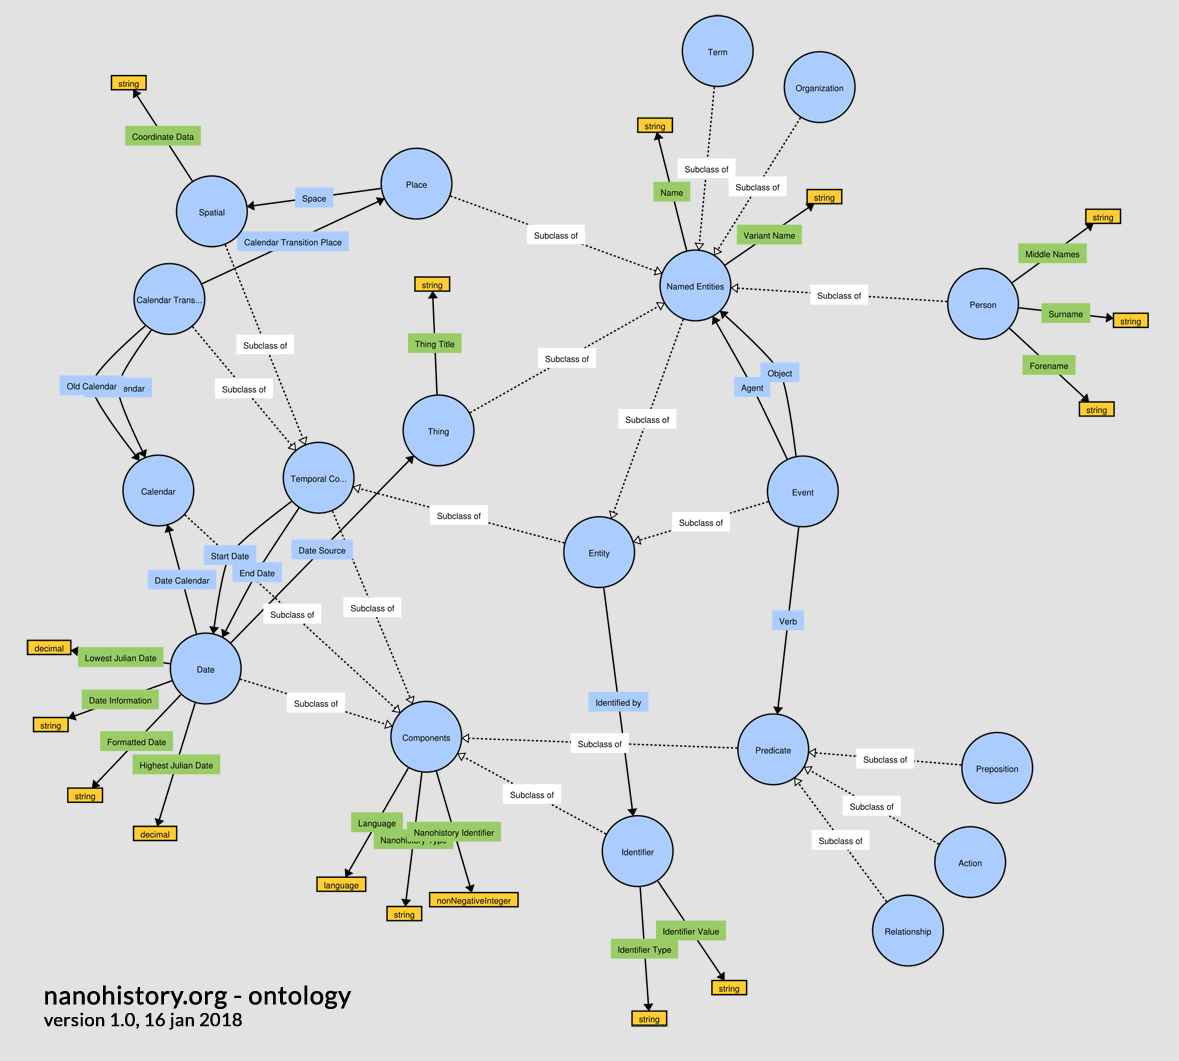 Term
Organization
string
string
Coordinate Data
Subclass of
Subclass of
Place
Name
string
Space
Spatial
string
Variant Name
Calendar Transition Place
Subclass of
Middle Names
string
Named Entities
Subclass of
Person
Calendar Trans...
Surname
string
Thing Title
Subclass of
Subclass of
Forename
Object
Agent
Old Calendar
endar
Subclass of
string
Subclass of
Thing
Temporal Co...
Calendar
Event
Subclass of
Subclass of
Date Source
Start Date
Entity
End Date
Date Calendar
Subclass of
Subclass of
Verb
decimal
Lowest Julian Date
Date
Date Information
Subclass of
Identified by
string
Formatted Date
Components
Subclass of
Predicate
Subclass of
Highest Julian Date
Preposition
string
Subclass of
Subclass of
Language
Nanohistory Identifier
decimal
Nanohistory Type
Subclass of
Identifier
Action
language
nonNegativeInteger
string
Identifier Value
Relationship
Identifier Type
string
nanohistory.org - ontology
version 1.0, 16 jan 2018
string